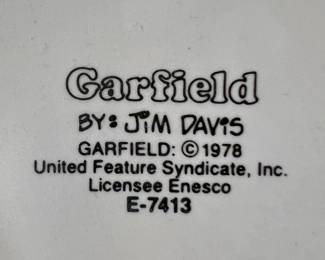 Garfield
BY: JIM DAVIS
GARFIELD: © 1978
United Feature Syndicate, Inc.
Licensee Enesco
E-7413